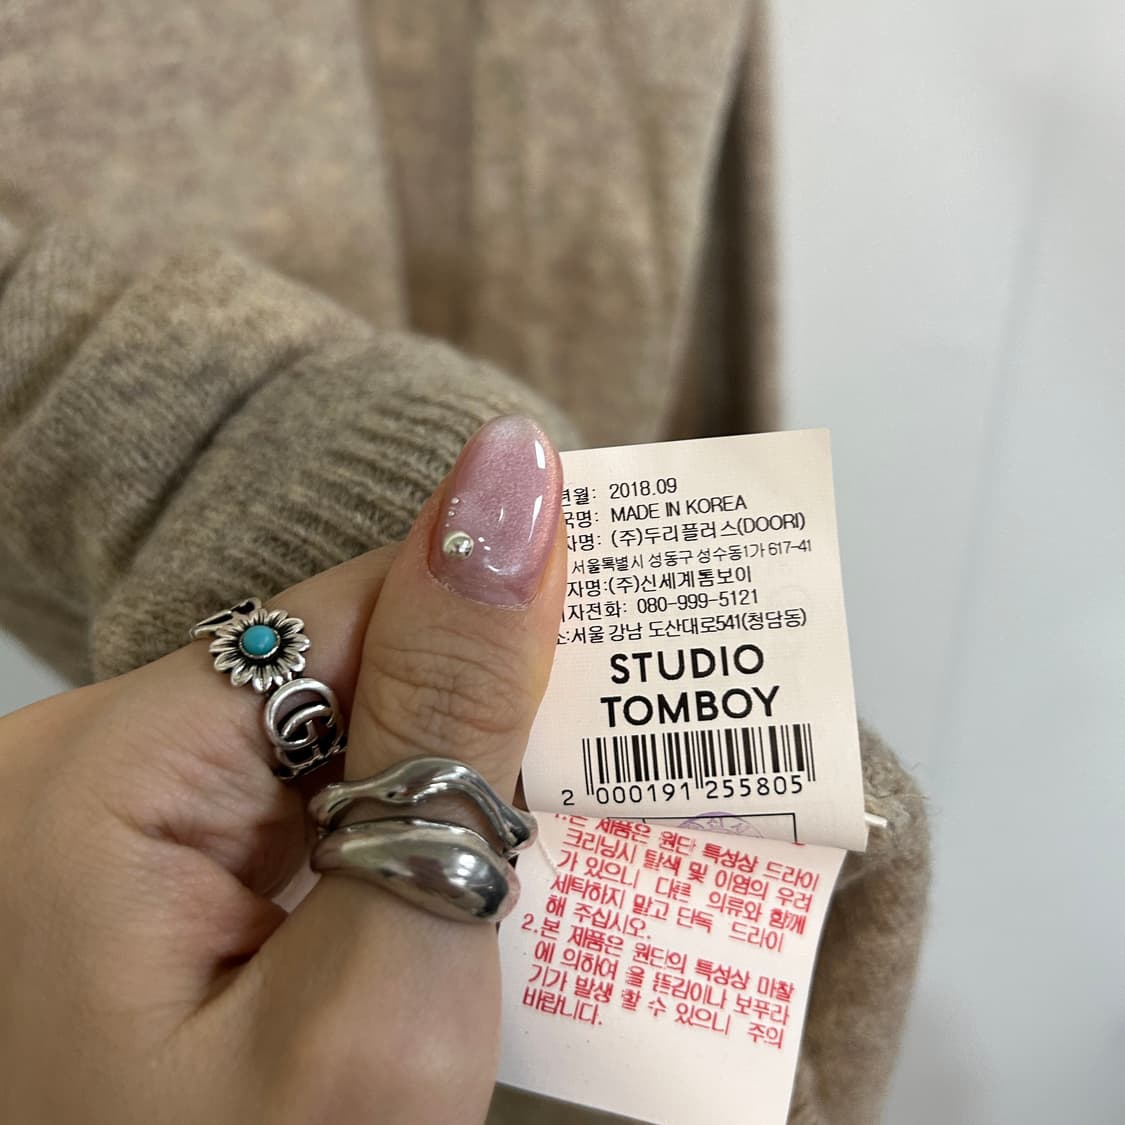 년월: 2018.09
국명: MADE IN KOREA
자명: (주)두리플러스(DOORI)
서울특별시 성동구 성수동1가 617-41
자명:(주)신세계톰보이
자전화: 080-999-5121
소:서울 강남 도산대로541(청담동)
STUDIO
TOMBOY
2 000191 255805
1.본 제품은 원단 특성상 드라이
크리닝시 탈색 및 이염의 우려
가 있으니 다른 의류와 함께
세탁하지 말고 단독 드라이
해 주십시오.
2.본 제품은 원단의 특성상 마찰
에 의하여 올 뜯김이나 보푸라
기가 발생 할 수 있으니 주의
바랍니다.